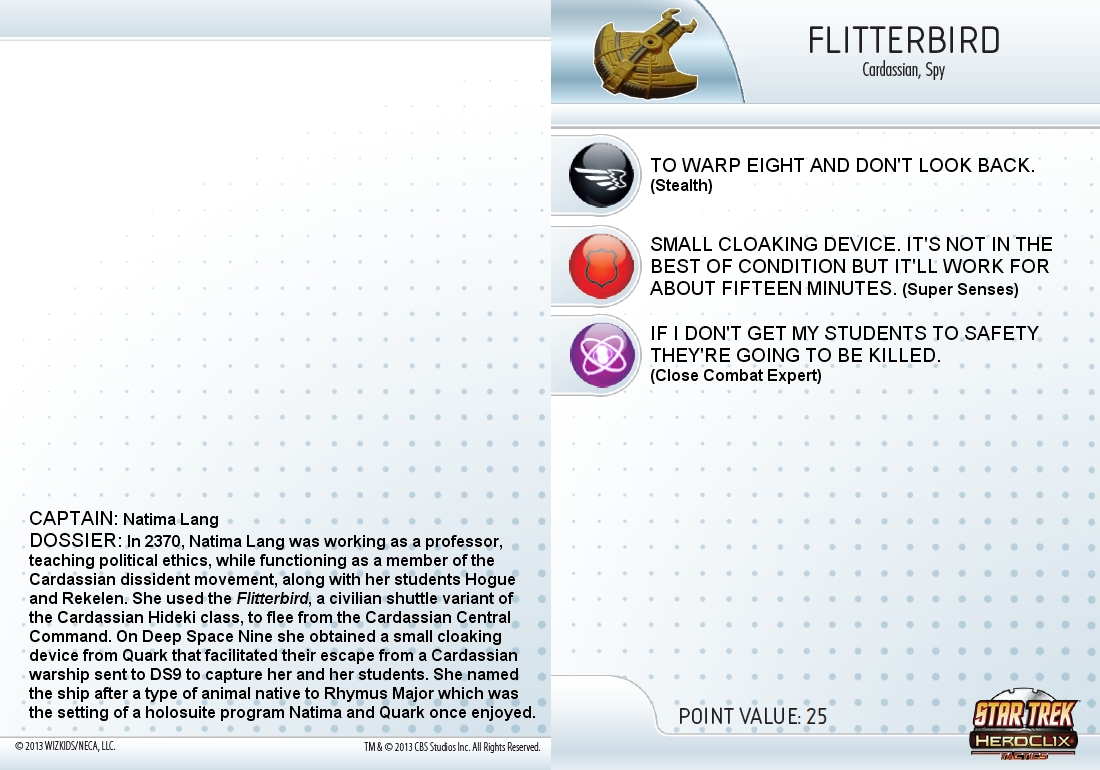 FLITTERBIRD
Cardassian, Spy
TO WARP EIGHT AND DON'T LOOK BACK.
(Stealth)
SMALL CLOAKING DEVICE. IT'S NOT IN THE
BEST OF CONDITION BUT IT'LL WORK FOR
ABOUT FIFTEEN MINUTES. (Super Senses)
IF I DON'T GET MY STUDENTS TO SAFETY
THEY'RE GOING TO BE KILLED.
(Close Combat Expert)
CAPTAIN: Natima Lang
DOSSIER: In 2370, Natima Lang was working as a professor,
teaching political ethics, while functioning as a member of the
Cardassian dissident movement, along with her students Hogue
and Rekelen. She used the Flitterbird, a civilian shuttle variant of
the Cardassian Hideki class, to flee from the Cardassian Central
Command. On Deep Space Nine she obtained a small cloaking
device from Quark that facilitated their escape from a Cardassian
warship sent to DS9 to capture her and her students. She named
the ship after a type of animal native to Rhymus Major which was
the setting of a holosuite program Natima and Quark once enjoyed.
© 2013 WIZKIDS/NECA, LLC.
TM & © 2013 CBS Studios Inc. All Rights Reserved.
POINT VALUE: 25
STAR TREK
HEROCLIX
TACTICS